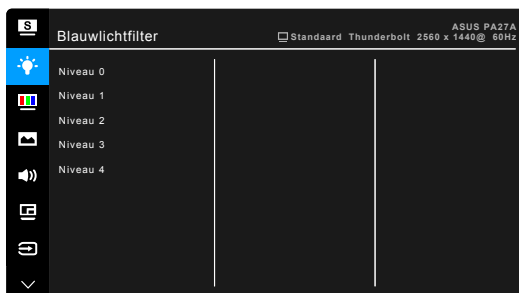 S
ASUS PA27A
Blauwlichtfilter
Standaard Thunderbolt 2560 x 1440@ 60Hz
Niveau 0
Niveau 1
Niveau 2
Niveau 3
Niveau 4